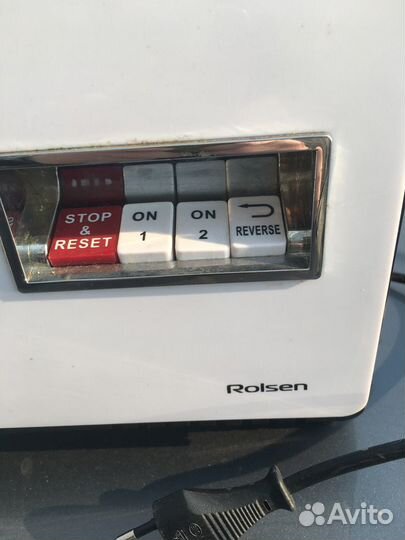 STOP
&
RESET
ON
1
ON
2
REVERSE
Rolsen
Avito